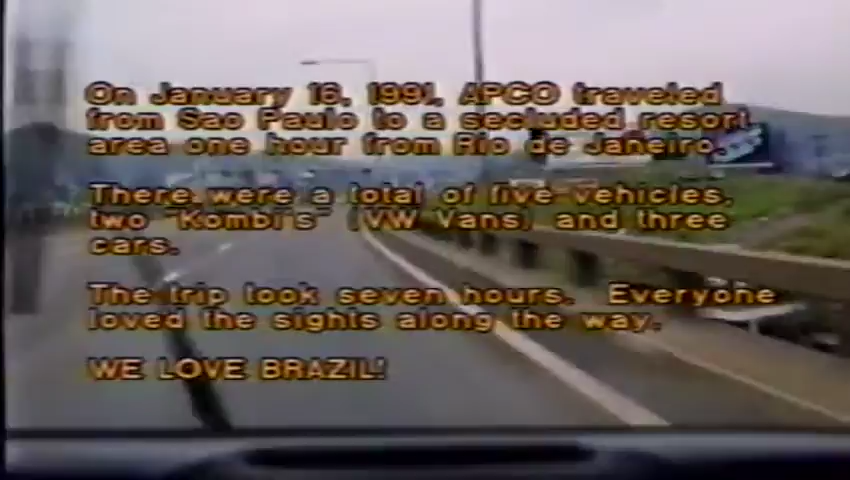 On January 16, 1991, APCO traveled
from Sao Paulo to a secluded resort
area one hour from Rio de Janeiro.
There were a total of five vehicles,
two "Kombi's" (VW Vans) and three
cars.
The trip took seven hours. Everyone
loved the sights along the way.
WE LOVE BRAZIL!